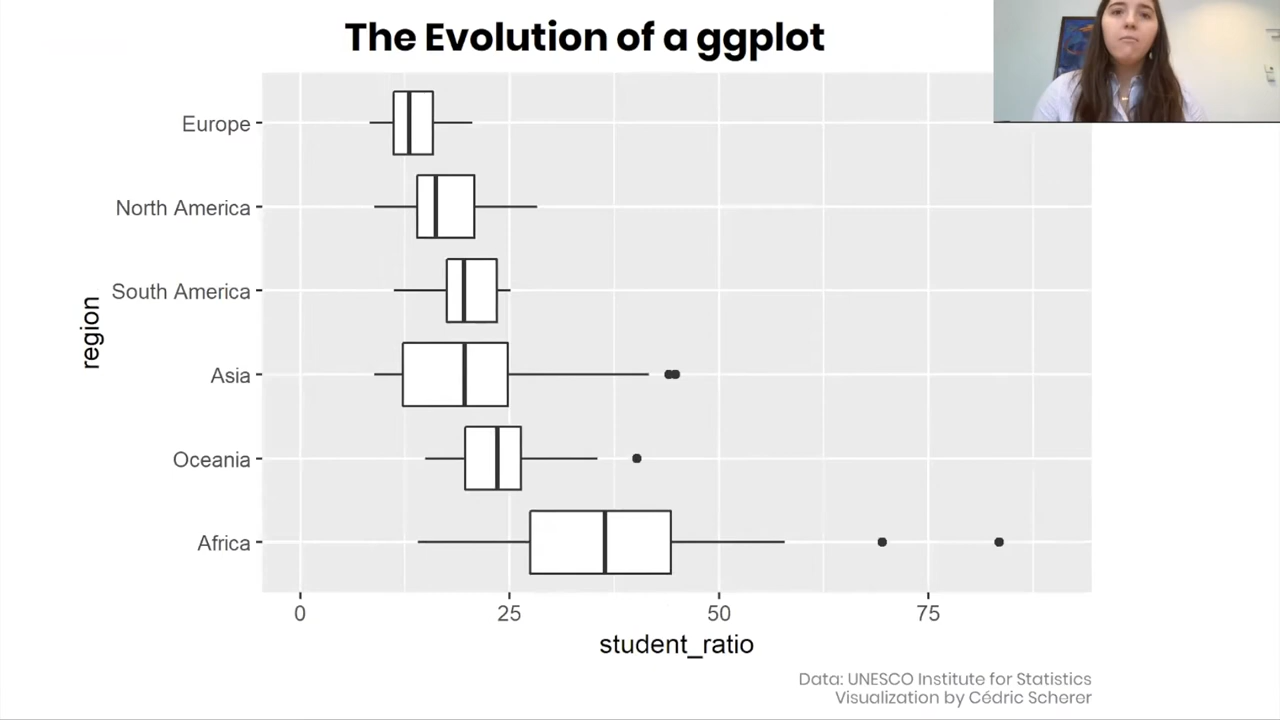 The Evolution of a ggplot
region
Europe
North America
South America
Asia
Oceania
Africa
0 25 50 75
student_ratio
Data: UNESCO Institute for Statistics
Visualization by Cédric Scherer